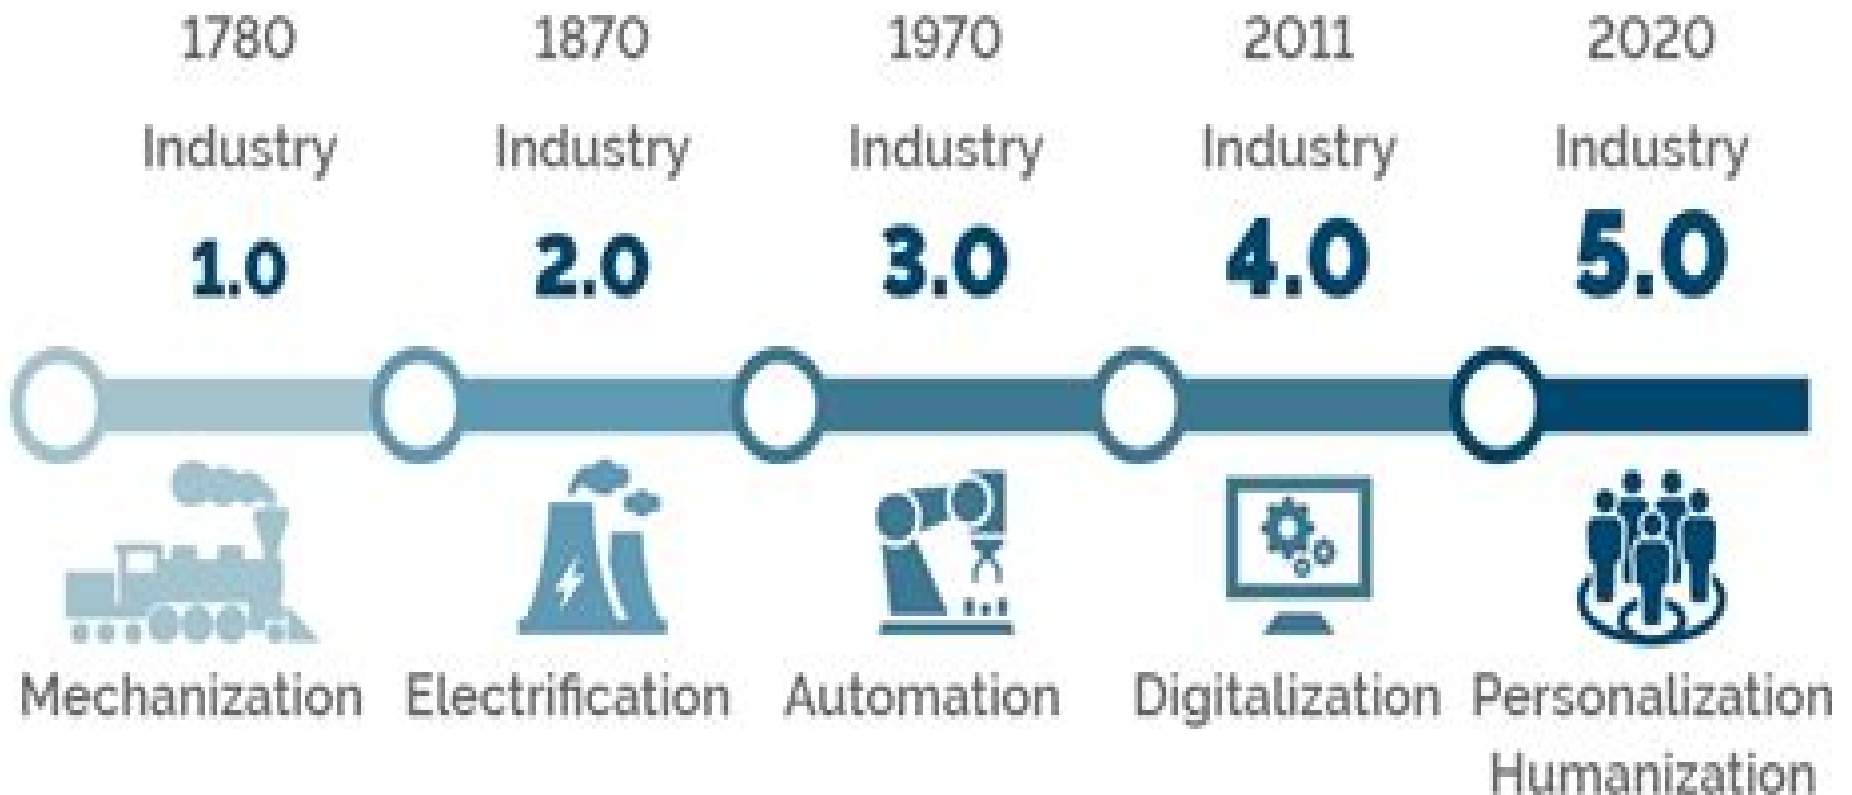 1780 1870 1970 2011 2020
Industry Industry Industry Industry Industry
1.0 2.0 3.0 4.0 5.0
Mechanization Electrification Automation Digitalization Personalization
Humanization